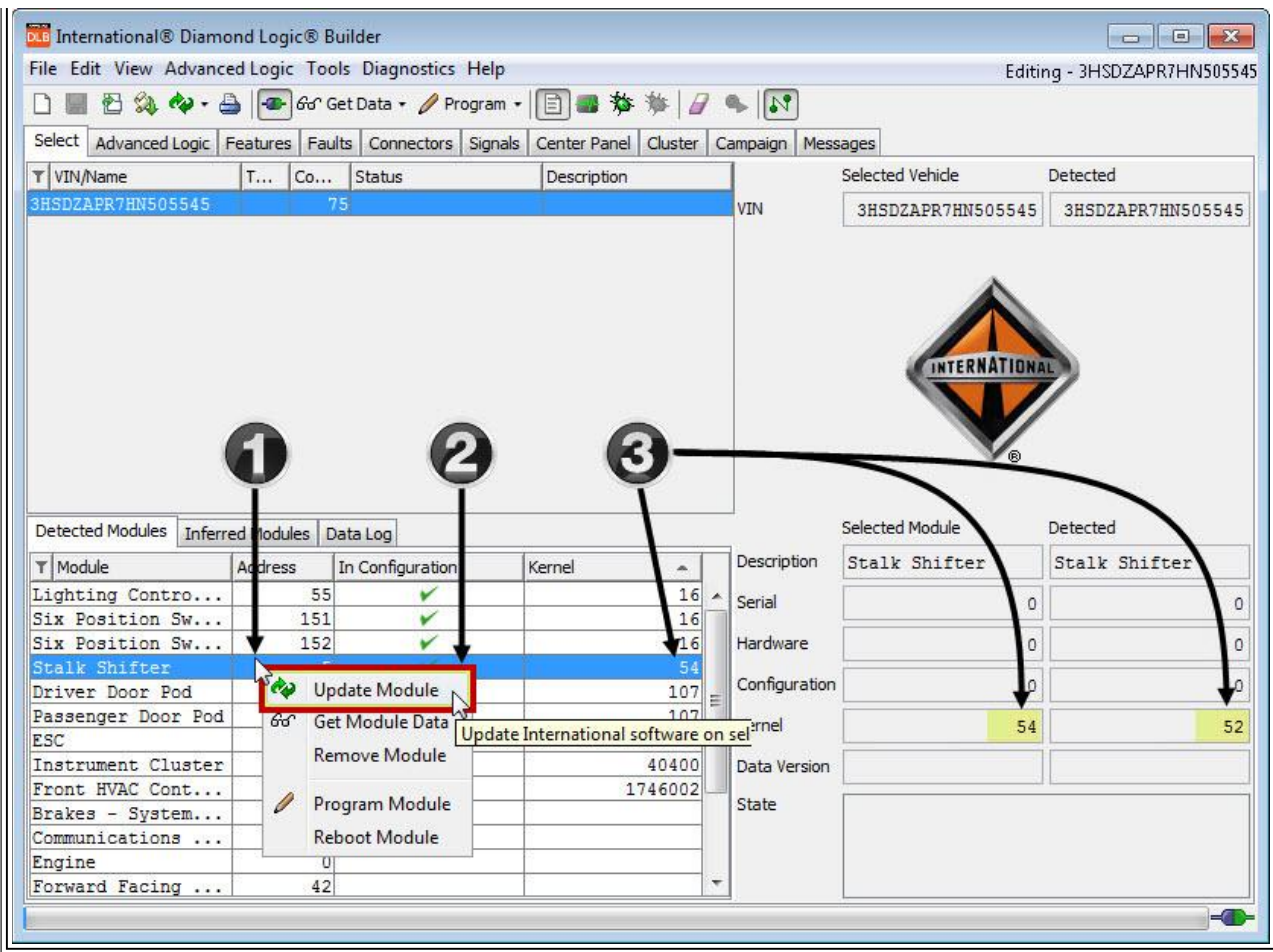 DLB International® Diamond Logic® Builder
File Edit View Advanced Logic Tools Diagnostics Help Editing - 3HSDZAPR7HN505545
Get Data Program
Select Advanced Logic Features Faults Connectors Signals Center Panel Cluster Campaign Messages
VIN/Name T... Co... Status Description Selected Vehicle Detected
3HSDZAPR7HN505545 75
VIN 3HSDZAPR7HN505545 3HSDZAPR7HN505545
INTERNATIONAL
®
1 2 3
Detected Modules Inferred Modules Data Log Selected Module Detected
Module Address In Configuration Kernel Description Stalk Shifter Stalk Shifter
Lighting Contro... 55 16 Serial 0 0
Six Position Sw... 151 16
Six Position Sw... 152 16 Hardware 0 0
Stalk Shifter 54
Configuration 0 0
Update Module
Driver Door Pod 107
Passenger Door Pod 107
Get Module Data
Kernel 54 52
Update International software on sel
ESC
Remove Module
Instrument Cluster 40400 Data Version
Front HVAC Cont... 1746002
Program Module
State
Brakes - System...
Communications ...
Reboot Module
Engine 0
Forward Facing ... 42